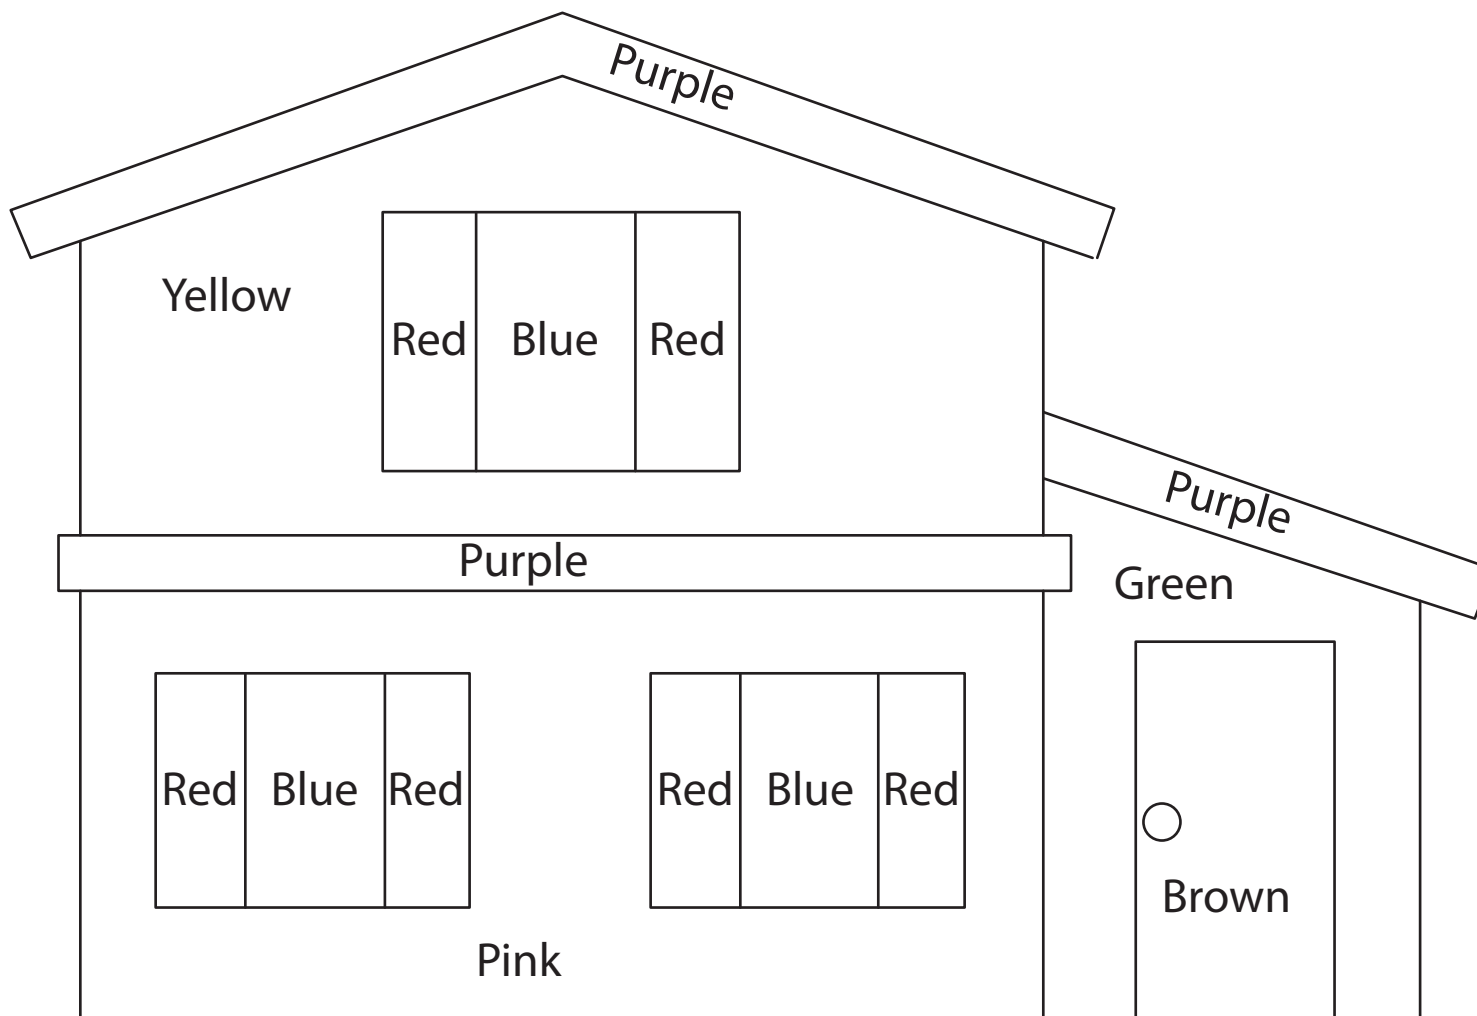 Purple
Yellow
Red Blue Red
Purple
Purple
Green
Red Blue Red
Red Blue Red
Brown
Pink